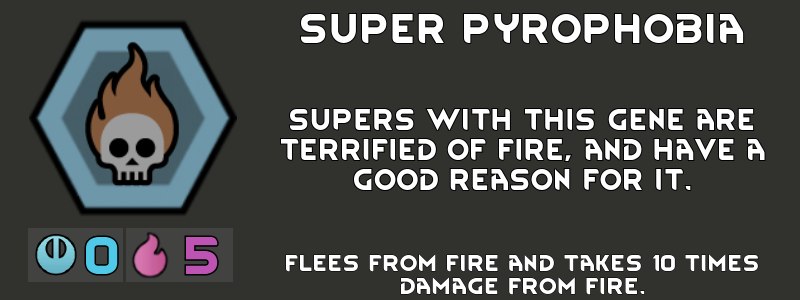 SUPER PYROPHOBIA
SUPERS WITH THIS GENE ARE
TERRIFIED OF FIRE, AND HAVE A
GOOD REASON FOR IT.
0 5
FLEES FROM FIRE AND TAKES 10 TIMES
DAMAGE FROM FIRE.